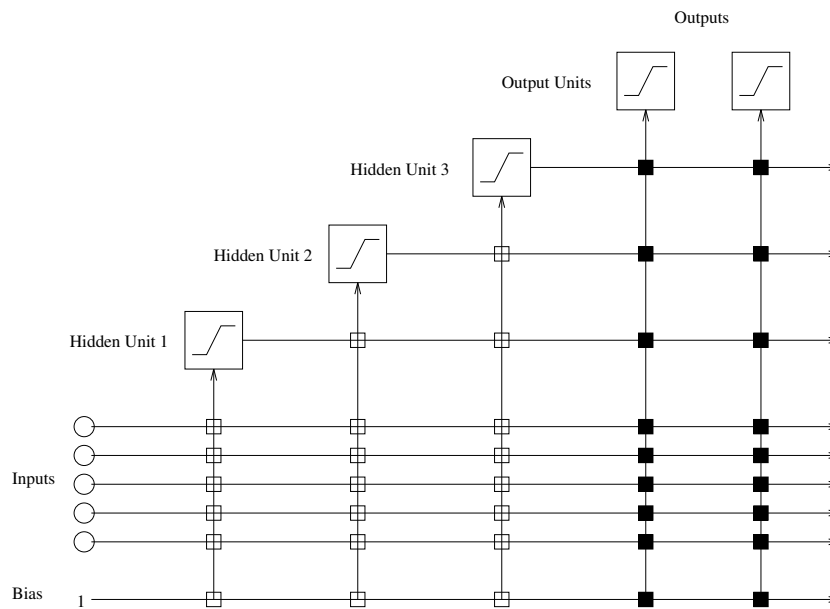 Outputs
Output Units
Hidden Unit 3
Hidden Unit 2
Hidden Unit 1
Inputs
Bias 1